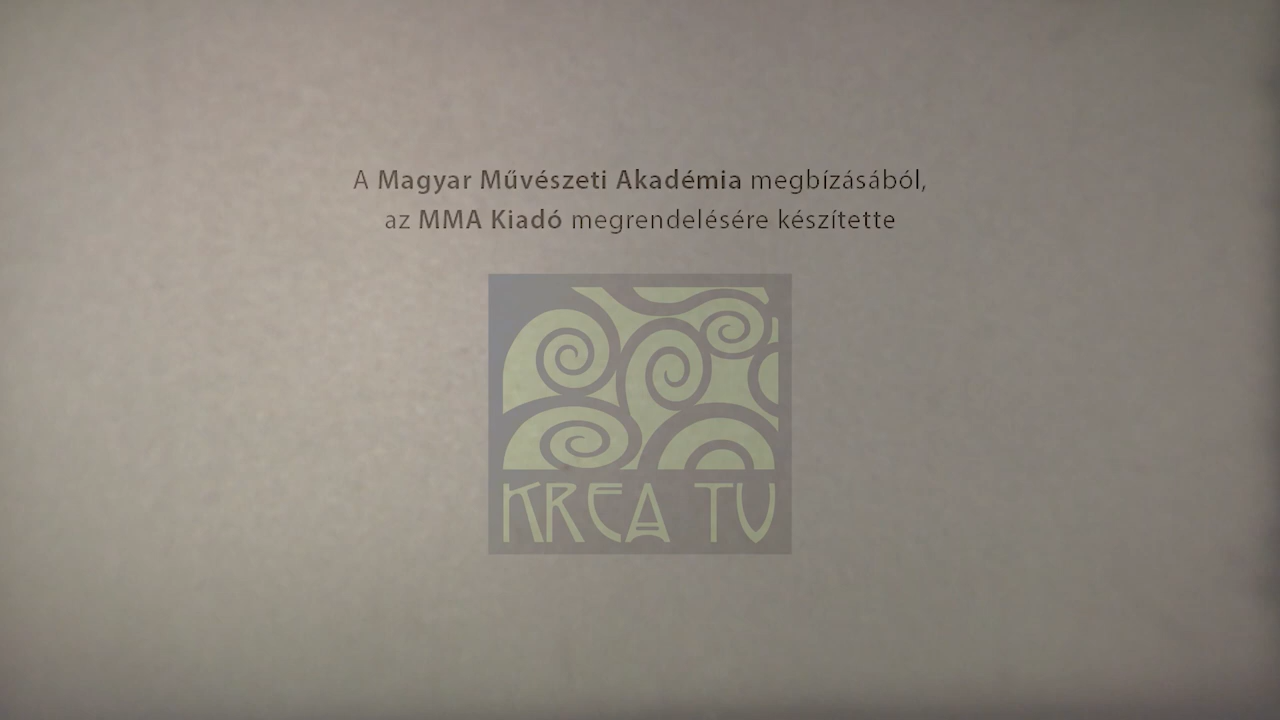 A Magyar Művészeti Akadémia megbízásából,
az MMA Kiadó megrendelésére készítette
KREA TV